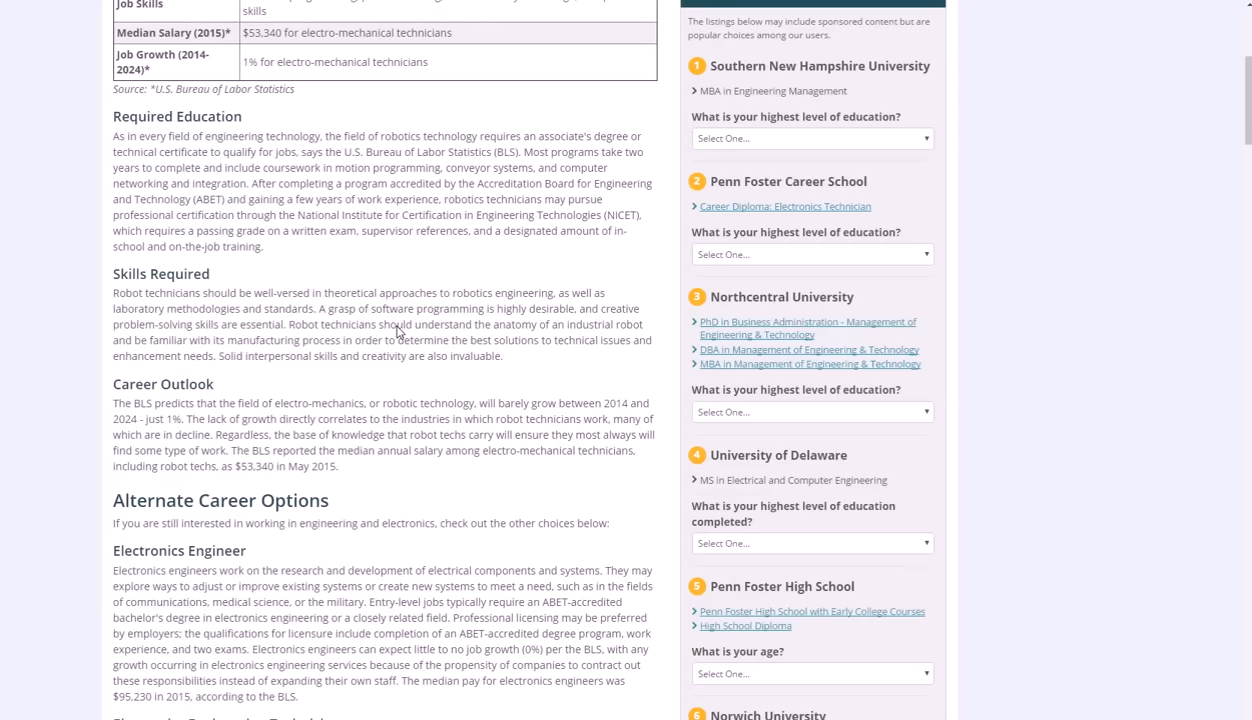 Job Skills
skills
Median Salary (2015)*
$53,340 for electro-mechanical technicians
Job Growth (2014-
2024)*
1% for electro-mechanical technicians
Source: *U.S. Bureau of Labor Statistics
Required Education
As in every field of engineering technology, the field of robotics technology requires an associate's degree or
technical certificate to qualify for jobs, says the U.S. Bureau of Labor Statistics (BLS). Most programs take two
years to complete and include coursework in motion programming, conveyor systems, and computer
networking and integration. After completing a program accredited by the Accreditation Board for Engineering
and Technology (ABET) and gaining a few years of work experience, robotics technicians may pursue
professional certification through the National Institute for Certification in Engineering Technologies (NICET),
which requires a passing grade on a written exam, supervisor references, and a designated amount of in-
school and on-the-job training.
Skills Required
Robot technicians should be well-versed in theoretical approaches to robotics engineering, as well as
laboratory methodologies and standards. A grasp of software programming is highly desirable, and creative
problem-solving skills are essential. Robot technicians should understand the anatomy of an industrial robot
and be familiar with its manufacturing process in order to determine the best solutions to technical issues and
enhancement needs. Solid interpersonal skills and creativity are also invaluable.
Career Outlook
The BLS predicts that the field of electro-mechanics, or robotic technology, will barely grow between 2014 and
2024 - just 1%. The lack of growth directly correlates to the industries in which robot technicians work, many of
which are in decline. Regardless, the base of knowledge that robot techs carry will ensure they most always will
find some type of work. The BLS reported the median annual salary among electro-mechanical technicians,
including robot techs, as $53,340 in May 2015.
Alternate Career Options
If you are still interested in working in engineering and electronics, check out the other choices below:
Electronics Engineer
Electronics engineers work on the research and development of electrical components and systems. They may
explore ways to adjust or improve existing systems or create new systems to meet a need, such as in the fields
of communications, medical science, or the military. Entry-level jobs typically require an ABET-accredited
bachelor's degree in electronics engineering or a closely related field. Professional licensing may be preferred
by employers; the qualifications for licensure include completion of an ABET-accredited degree program, work
experience, and two exams. Electronics engineers can expect little to no job growth (0%) per the BLS, with any
growth occurring in electronics engineering services because of the propensity of companies to contract out
these responsibilities instead of expanding their own staff. The median pay for electronics engineers was
$95,230 in 2015, according to the BLS.
The listings below may include sponsored content but are
popular choices among our users.
1 Southern New Hampshire University
MBA in Engineering Management
What is your highest level of education?
Select One...
2 Penn Foster Career School
Career Diploma: Electronics Technician
What is your highest level of education?
Select One...
3 Northcentral University
PhD in Business Administration - Management of
Engineering & Technology
DBA in Management of Engineering & Technology
MBA in Management of Engineering & Technology
What is your highest level of education?
Select One...
4 University of Delaware
MS in Electrical and Computer Engineering
What is your highest level of education
completed?
Select One...
5 Penn Foster High School
Penn Foster High School with Early College Courses
High School Diploma
What is your age?
Select One...
6 Norwich University